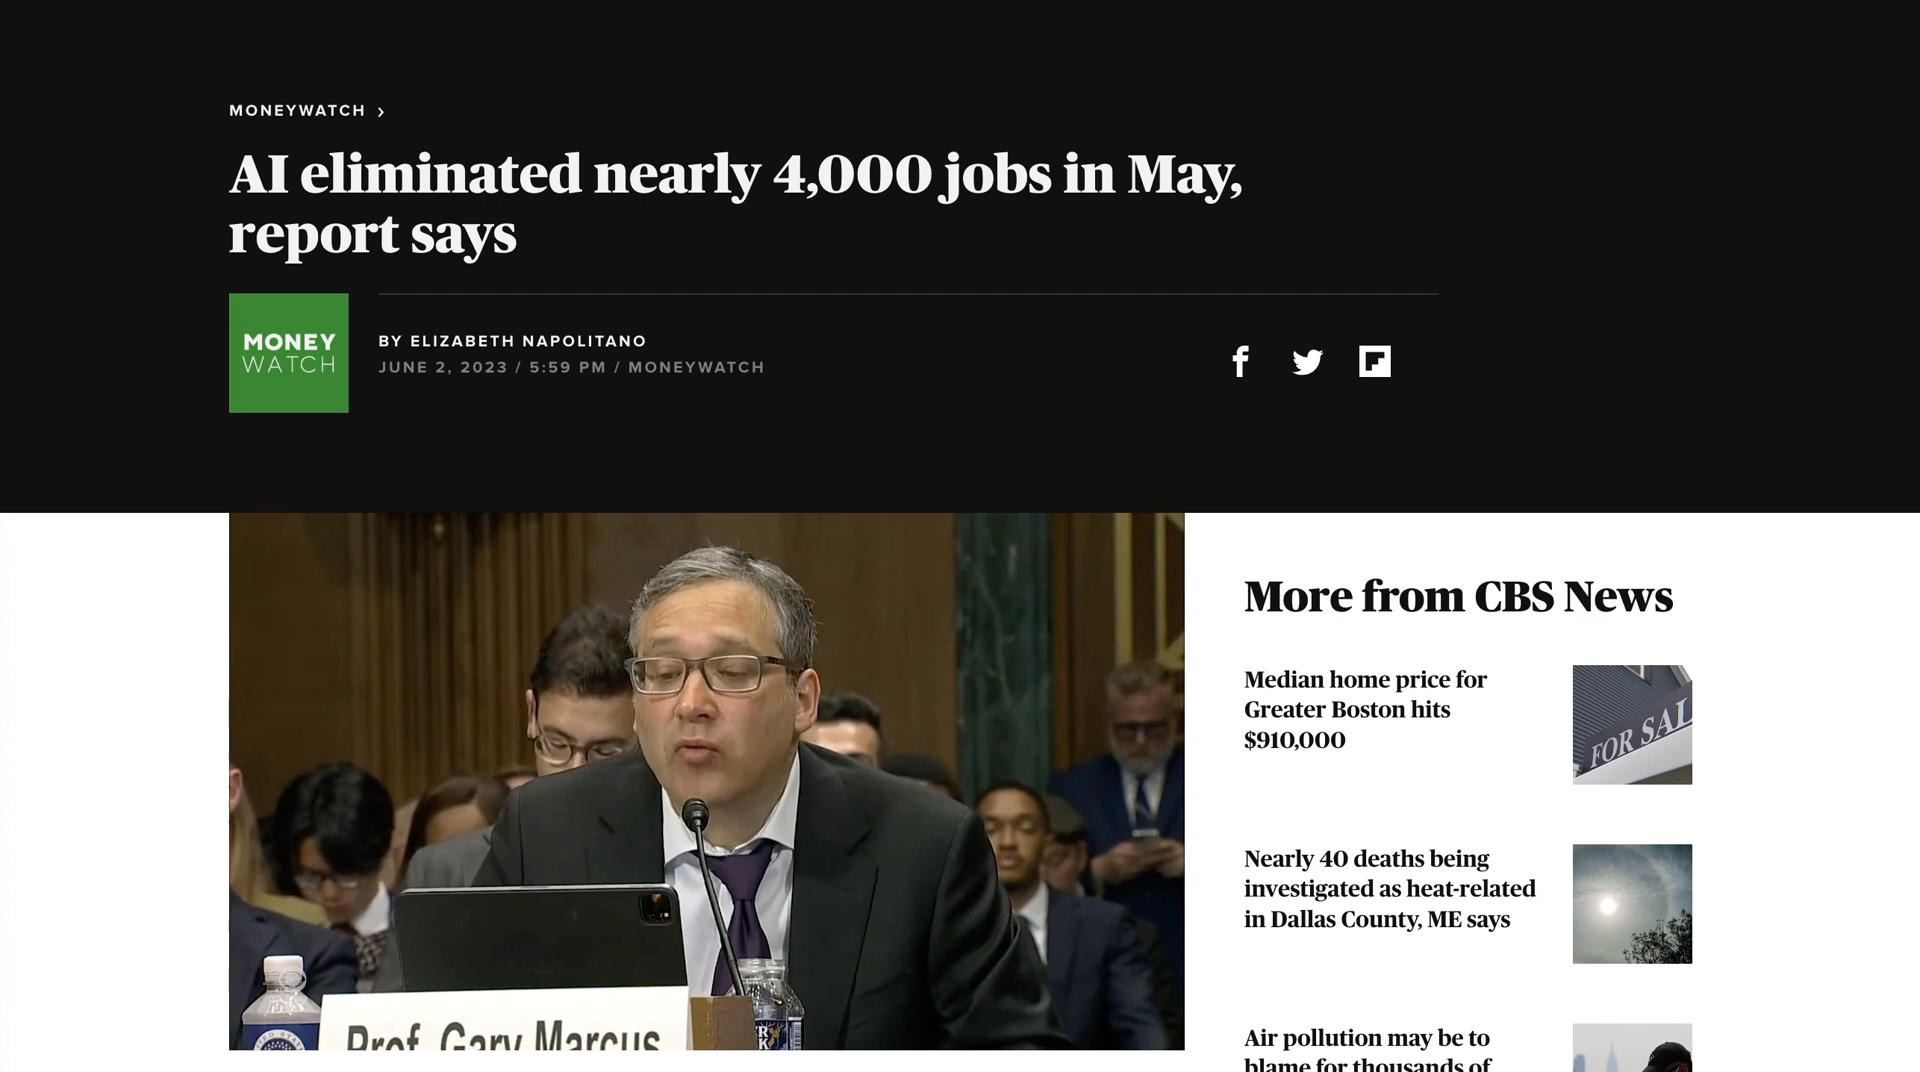 MONEYWATCH >
AI eliminated nearly 4,000 jobs in May,
report says
MONEY
WATCH
BY ELIZABETH NAPOLITANO
JUNE 2, 2023 / 5:59 PM / MONEYWATCH
Prof. Gary Marcus
More from CBS News
Median home price for
Greater Boston hits
$910,000
FOR SAL
Nearly 40 deaths being
investigated as heat-related
in Dallas County, ME says
Air pollution may be to
blame for thousands of